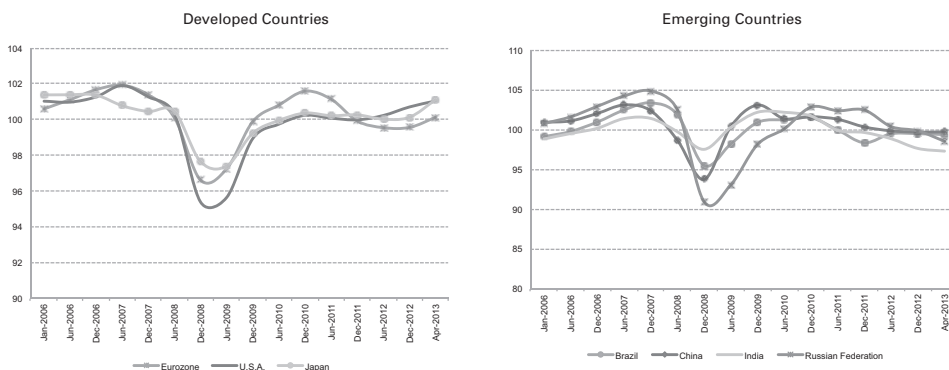 Developed Countries
104
102
100
98
96
94
92
90
Jan-2006
Jun-2006
Dec-2006
Jun-2007
Dec-2007
Jun-2008
Dec-2008
Jun-2009
Dec-2009
Jun-2010
Dec-2010
Jun-2011
Dec-2011
Jun-2012
Dec-2012
Apr-2013
Eurozone U.S.A. Japan
Emerging Countries
110
105
100
95
90
85
80
Jan-2006
Jun-2006
Dec-2006
Jun-2007
Dec-2007
Jun-2008
Dec-2008
Jun-2009
Dec-2009
Jun-2010
Dec-2010
Jun-2011
Dec-2011
Jun-2012
Dec-2012
Apr-2013
Brazil China India Russian Federation